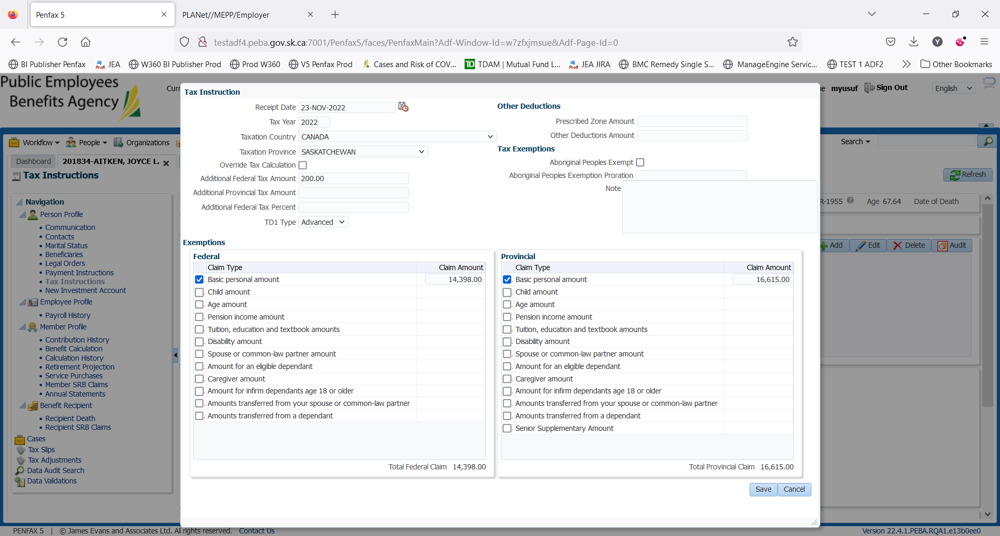 Penfax 5
PLANet//MEPP/Employer
testadf4.peba.gov.sk.ca:7001/Penfax5/faces/PenfaxMain?Adf-Window-Id=w7zfxjmsue&Adf-Page-Id=0
Y
BI Publisher Penfax
Prod JEA
W360 BI Publisher Prod
Prod W360
V5 Penfax Prod
Cases and Risk of COV...
TD TDAM | Mutual Fund L...
Prod JEA JIRA
BMC Remedy Single S...
ManageEngine Servic...
TEST 1 ADF2
Other Bookmarks
Public Employees
Benefits Agency
myusuf
Sign Out
English
Workflow
People
Organizations
Search
Dashboard
201834-AITKEN, JOYCE L.
Tax Instructions
Refresh
Navigation
Person Profile
Communication
Contacts
Marital Status
Beneficiaries
Legal Orders
Payment Instructions
Tax Instructions
New Investment Account
Employee Profile
Payroll History
Member Profile
Contribution History
Benefit Calculation
Calculation History
Retirement Projection
Service Purchases
Member SRB Claims
Annual Statements
Benefit Recipient
Recipient Death
Recipient SRB Claims
Cases
Tax Slips
Tax Adjustments
Data Audit Search
Data Validations
R-1955
Age 67.64
Date of Death
Add
Edit
Delete
Audit
Tax Instruction
Receipt Date 23-NOV-2022
Tax Year 2022
Taxation Country CANADA
Taxation Province SASKATCHEWAN
Override Tax Calculation
Additional Federal Tax Amount 200.00
Additional Provincial Tax Amount
Additional Federal Tax Percent
TD1 Type Advanced
Other Deductions
Prescribed Zone Amount
Other Deductions Amount
Tax Exemptions
Aboriginal Peoples Exempt
Aboriginal Peoples Exemption Proration
Note
Exemptions
Federal
Claim Type Claim Amount
Basic personal amount 14,398.00
Child amount
Age amount
Pension income amount
Tuition, education and textbook amounts
Disability amount
Spouse or common-law partner amount
Amount for an eligible dependant
Caregiver amount
Amount for infirm dependants age 18 or older
Amounts transferred from your spouse or common-law partner
Amounts transferred from a dependant
Total Federal Claim 14,398.00
Provincial
Claim Type Claim Amount
Basic personal amount 16,615.00
Child amount
Age amount
Pension income amount
Tuition, education and textbook amounts
Disability amount
Spouse or common-law partner amount
Amount for an eligible dependant
Caregiver amount
Amount for infirm dependants age 18 or older
Amounts transferred from your spouse or common-law partner
Amounts transferred from a dependant
Senior Supplementary Amount
Total Provincial Claim 16,615.00
Save
Cancel
PENFAX 5 | © James Evans and Associates Ltd. All rights reserved. Contact Us
Version 22.4.1.PEBA.RQA1.e13b0ee0